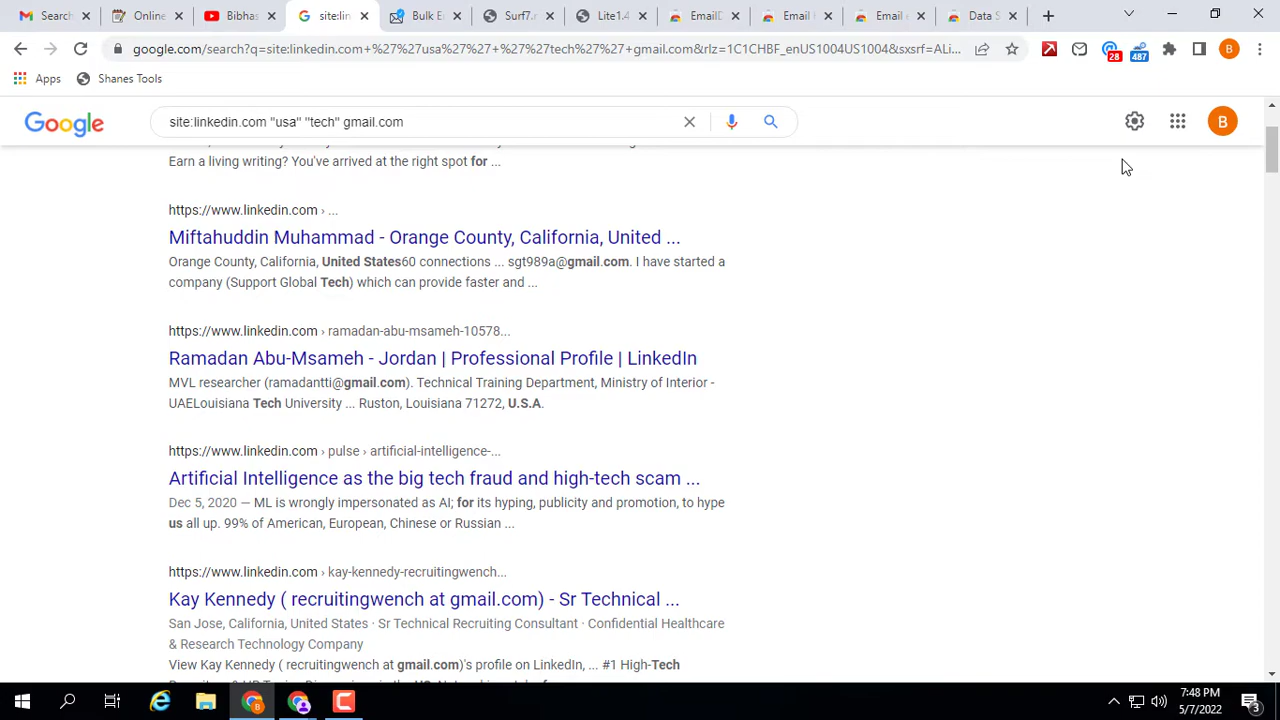 Search
Online
Bibhas
site:lin
Bulk E
Surf7.
Lite1.4
EmailD
Email
Email
Data S
google.com/search?q=site:linkedin.com+%27%27usa%27%27+%27%27tech%27%27+gmail.com&rlz=1C1CHBF_enUS1004US1004&sxsrf=ALi...
28
487
B
Apps
Shanes Tools
Google
site:linkedin.com "usa" "tech" gmail.com
B
Earn a living writing? You've arrived at the right spot for ...
https://www.linkedin.com › ...
Miftahuddin Muhammad - Orange County, California, United ...
Orange County, California, United States60 connections ... sgt989a@gmail.com. I have started a
company (Support Global Tech) which can provide faster and ...
https://www.linkedin.com › ramadan-abu-msameh-10578...
Ramadan Abu-Msameh - Jordan | Professional Profile | LinkedIn
MVL researcher (ramadantti@gmail.com). Technical Training Department, Ministry of Interior -
UAELouisiana Tech University ... Ruston, Louisiana 71272, U.S.A.
https://www.linkedin.com › pulse › artificial-intelligence-...
Artificial Intelligence as the big tech fraud and high-tech scam ...
Dec 5, 2020 — ML is wrongly impersonated as AI; for its hyping, publicity and promotion, to hype
us all up. 99% of American, European, Chinese or Russian ...
https://www.linkedin.com › kay-kennedy-recruitingwench...
Kay Kennedy ( recruitingwench at gmail.com) - Sr Technical ...
San Jose, California, United States · Sr Technical Recruiting Consultant · Confidential Healthcare
& Research Technology Company
View Kay Kennedy ( recruitingwench at gmail.com)'s profile on LinkedIn, ... #1 High-Tech
7:48 PM
5/7/2022
3